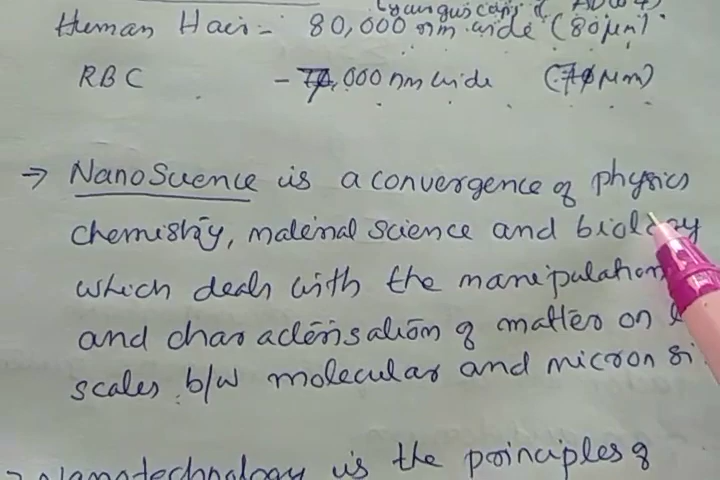 Human Hair - 80,000 nm wide (80μm)
RBC - 7,000 nm wide (7μm)
→ NanoScience is a convergence of physics
chemistry, material science and biology
which deals with the manipulation
and characterisation of matter on
scales b/w molecular and micron si
Nanotechnology is the principles of